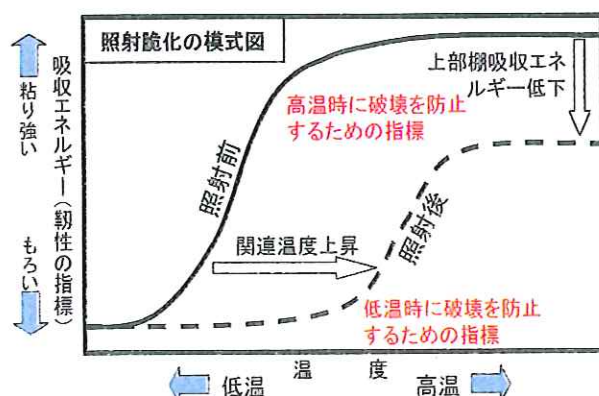 照射脆化の模式図
上部棚吸収エネ
ルギー低下
高温時に破壊を防止
するための指標
照射前
照射後
関連温度上昇
低温時に破壊を防止
するための指標
粘り強い
吸収エネルギー(靱性の指標)
もろい
温度
低温
高温